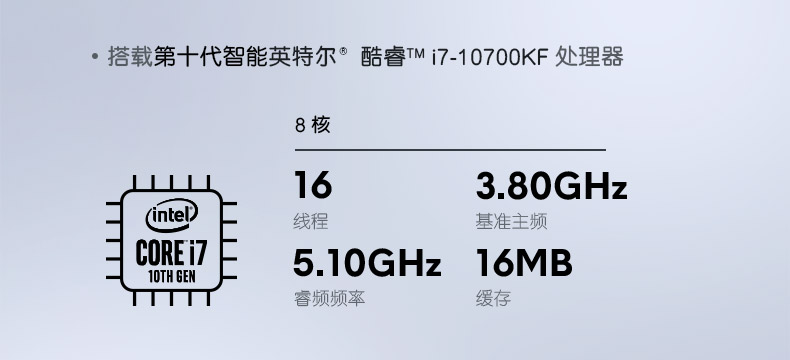 • 搭载第十代智能英特尔® 酷睿™ i7-10700KF 处理器
8 核
16
3.80GHz
线程
基准主频
5.10GHz
16MB
睿频频率
缓存
intel
CORE i7
10TH GEN